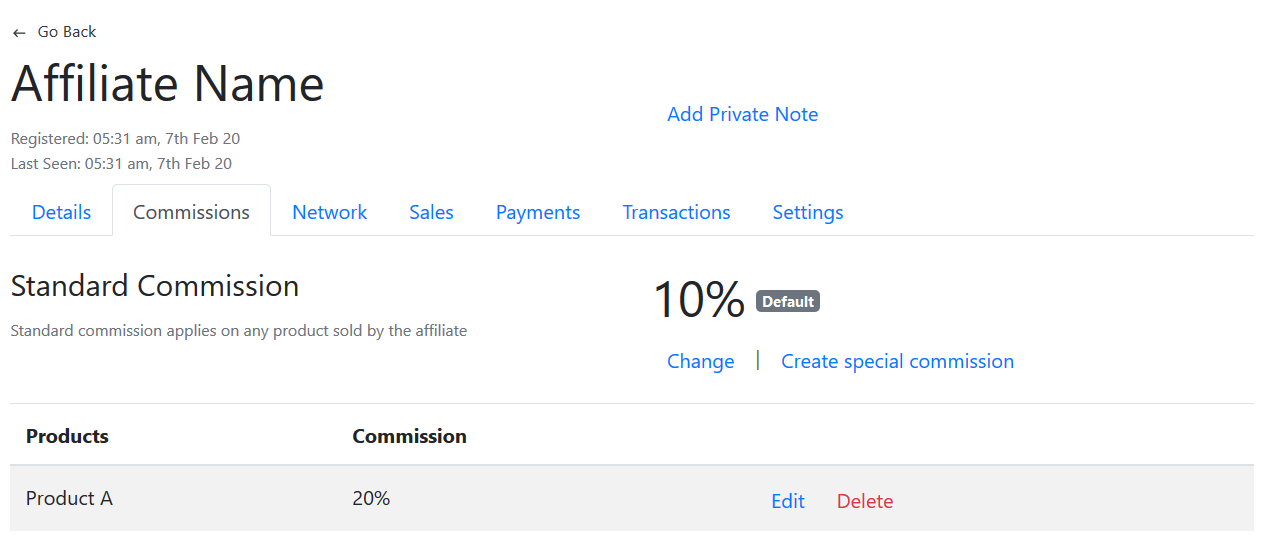 ← Go Back
Affiliate Name
Add Private Note
Registered: 05:31 am, 7th Feb 20
Last Seen: 05:31 am, 7th Feb 20
Details Commissions Network Sales Payments Transactions Settings
Standard Commission
10% Default
Standard commission applies on any product sold by the affiliate
Change | Create special commission
Products Commission
Product A 20% Edit Delete